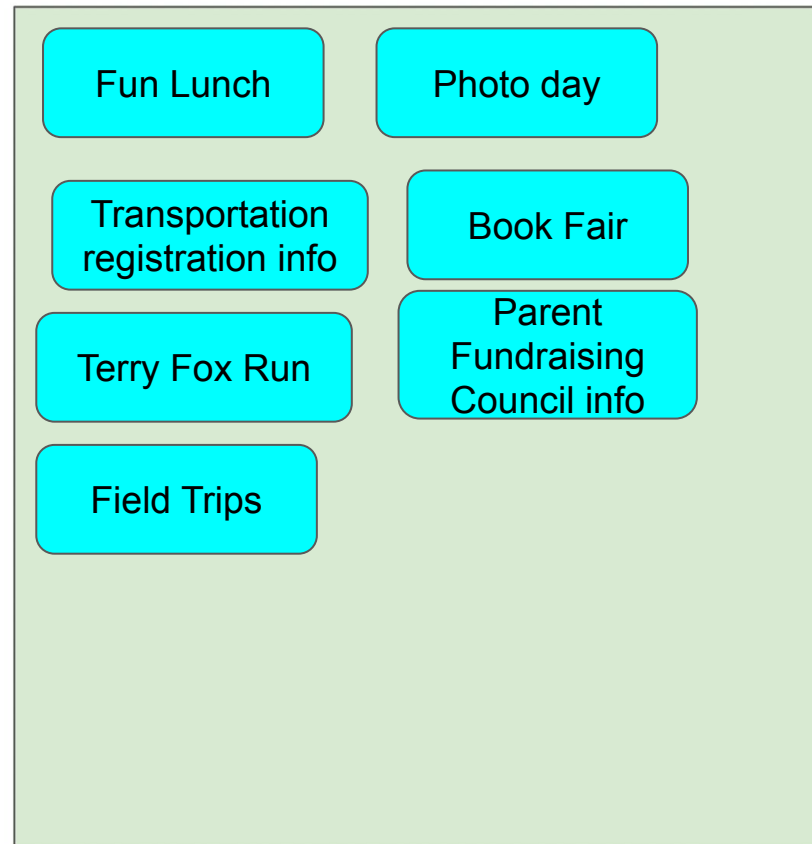 Fun Lunch
Photo day
Transportation
registration info
Book Fair
Terry Fox Run
Parent
Fundraising
Council info
Field Trips